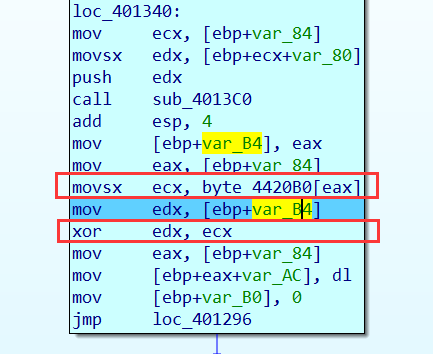 loc_401340:
mov ecx, [ebp+var_84]
movsx edx, [ebp+ecx+var_80]
push edx
call sub_4013C0
add esp, 4
mov [ebp+var_B4], eax
mov eax, [ebp+var_84]
movsx ecx, byte_4420B0[eax]
mov edx, [ebp+var_B4]
xor edx, ecx
mov eax, [ebp+var_84]
mov [ebp+eax+var_AC], dl
mov [ebp+var_B0], 0
jmp loc_401296